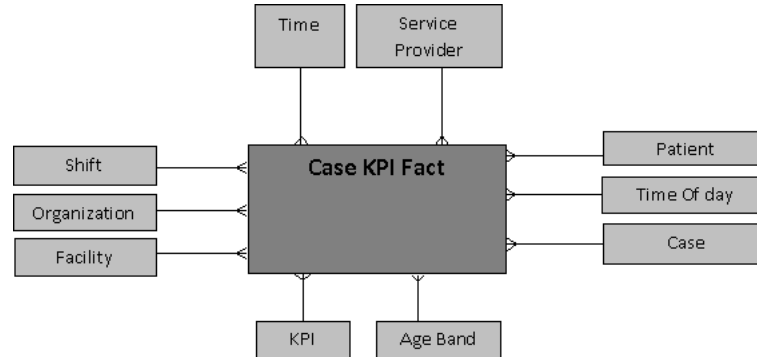 Time
Service
Provider
Shift
Organization
Facility
Case KPI Fact
Patient
Time Of day
Case
KPI
Age Band